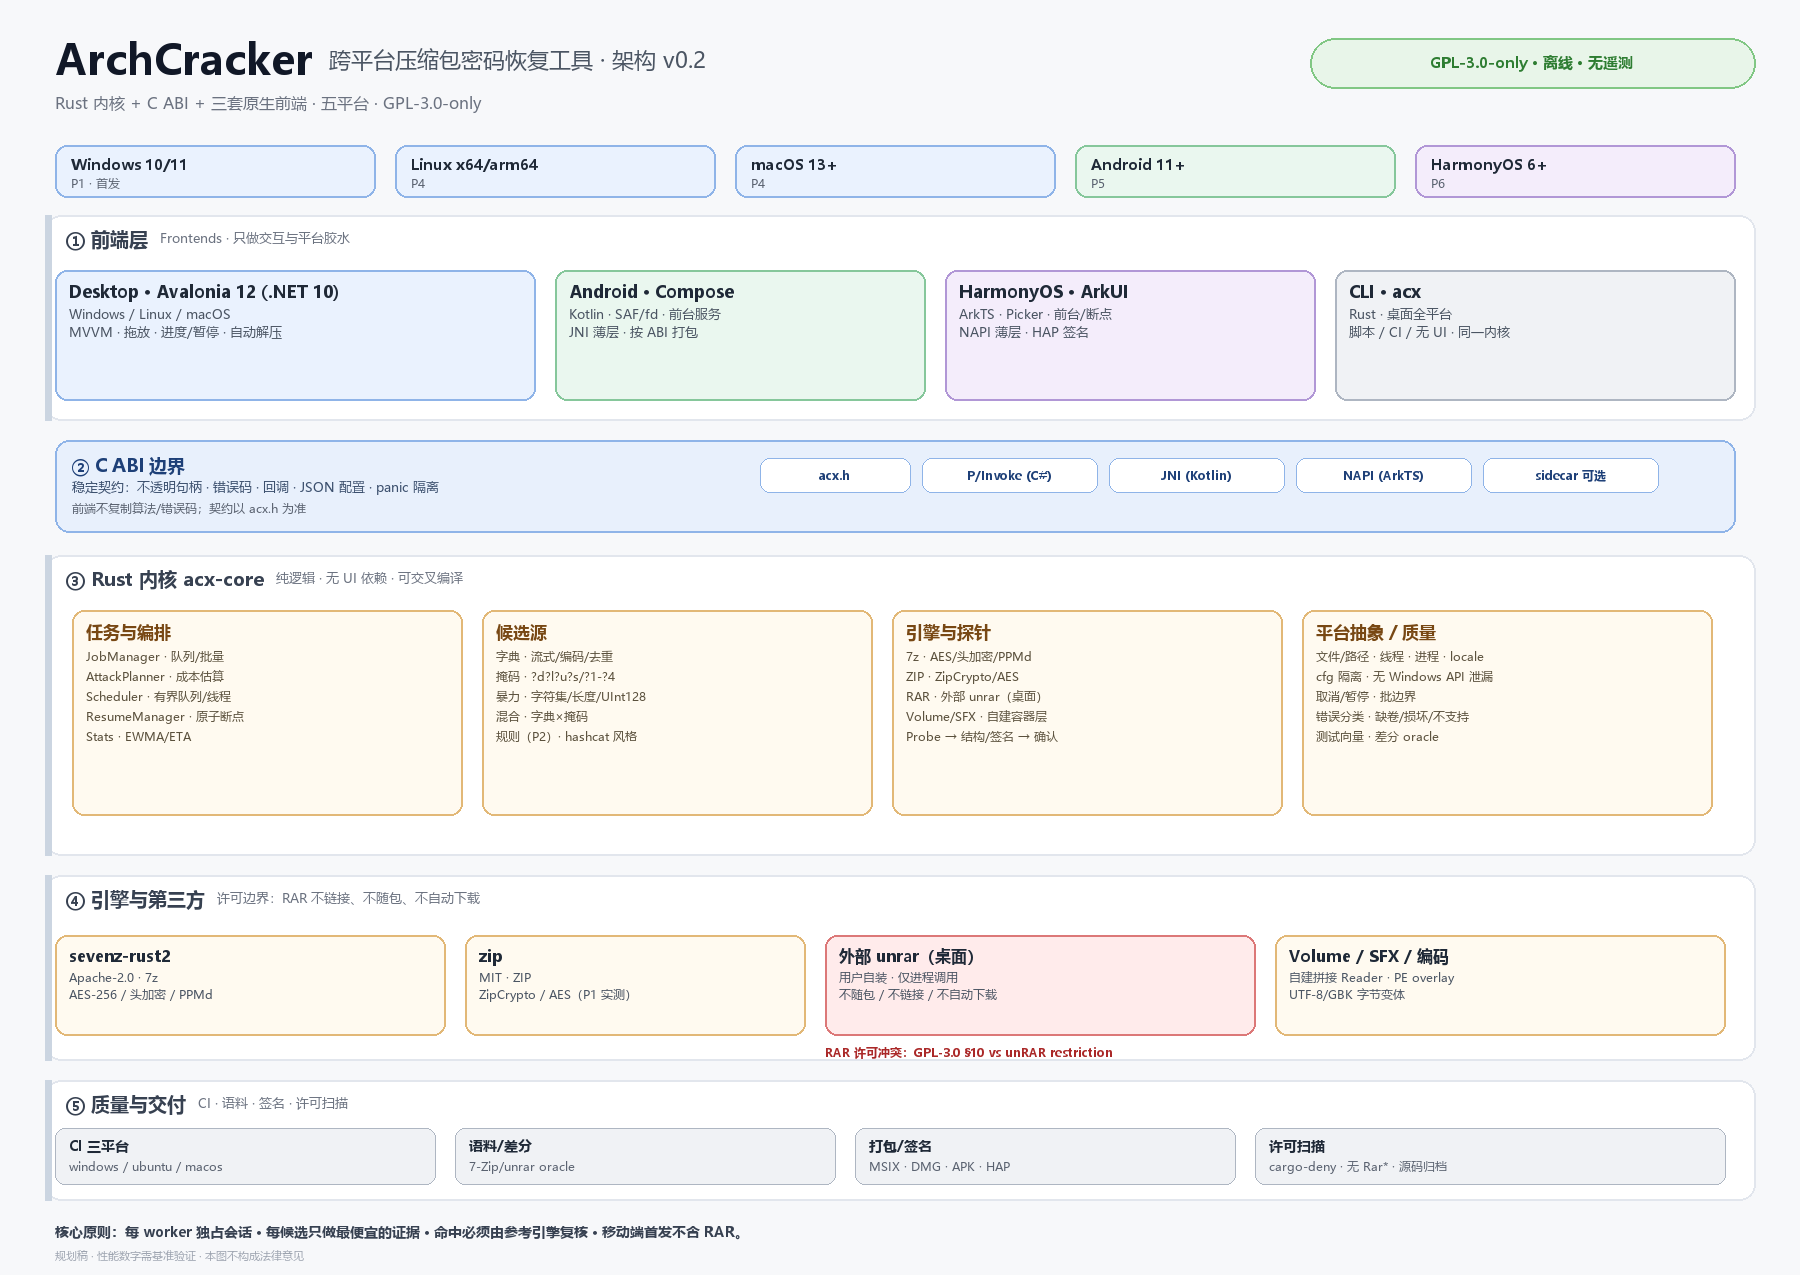 ArchCracker 跨平台压缩包密码恢复工具 · 架构 v0.2
GPL-3.0-only • 离线 • 无遥测
Rust 内核 + C ABI + 三套原生前端 · 五平台 · GPL-3.0-only
Windows 10/11
P1 · 首发
Linux x64/arm64
P4
macOS 13+
P4
Android 11+
P5
HarmonyOS 6+
P6
① 前端层 Frontends · 只做交互与平台胶水
Desktop • Avalonia 12 (.NET 10)
Windows / Linux / macOS
MVVM · 拖放 · 进度/暂停 · 自动解压
Android • Compose
Kotlin · SAF/fd · 前台服务
JNI 薄层 · 按 ABI 打包
HarmonyOS • ArkUI
ArkTS · Picker · 前台/断点
NAPI 薄层 · HAP 签名
CLI • acx
Rust · 桌面全平台
脚本 / CI / 无 UI · 同一内核
② C ABI 边界
稳定契约：不透明句柄 · 错误码 · 回调 · JSON 配置 · panic 隔离
前端不复制算法/错误码；契约以 acx.h 为准
acx.h
P/Invoke (C#)
JNI (Kotlin)
NAPI (ArkTS)
sidecar 可选
③ Rust 内核 acx-core 纯逻辑 · 无 UI 依赖 · 可交叉编译
任务与编排
JobManager · 队列/批量
AttackPlanner · 成本估算
Scheduler · 有界队列/线程
ResumeManager · 原子断点
Stats · EWMA/ETA
候选源
字典 · 流式/编码/去重
掩码 · ?d?l?u?s/?1-?4
暴力 · 字符集/长度/UInt128
混合 · 字典×掩码
规则（P2）· hashcat 风格
引擎与探针
7z · AES/头加密/PPMd
ZIP · ZipCrypto/AES
RAR · 外部 unrar（桌面）
Volume/SFX · 自建容器层
Probe → 结构/签名 → 确认
平台抽象 / 质量
文件/路径 · 线程 · 进程 · locale
cfg 隔离 · 无 Windows API 泄漏
取消/暂停 · 批边界
错误分类 · 缺卷/损坏/不支持
测试向量 · 差分 oracle
④ 引擎与第三方 许可边界：RAR 不链接、不随包、不自动下载
sevenz-rust2
Apache-2.0 · 7z
AES-256 / 头加密 / PPMd
zip
MIT · ZIP
ZipCrypto / AES（P1 实测）
外部 unrar（桌面）
用户自装 · 仅进程调用
不随包 / 不链接 / 不自动下载
Volume / SFX / 编码
自建拼接 Reader · PE overlay
UTF-8/GBK 字节变体
RAR 许可冲突：GPL-3.0 §10 vs unRAR restriction
⑤ 质量与交付 CI · 语料 · 签名 · 许可扫描
CI 三平台
windows / ubuntu / macos
语料/差分
7-Zip/unrar oracle
打包/签名
MSIX · DMG · APK · HAP
许可扫描
cargo-deny · 无 Rar* · 源码归档
核心原则：每 worker 独占会话 • 每候选只做最便宜的证据 • 命中必须由参考引擎复核 • 移动端首发不含 RAR。
规划稿 · 性能数字需基准验证 · 本图不构成法律意见